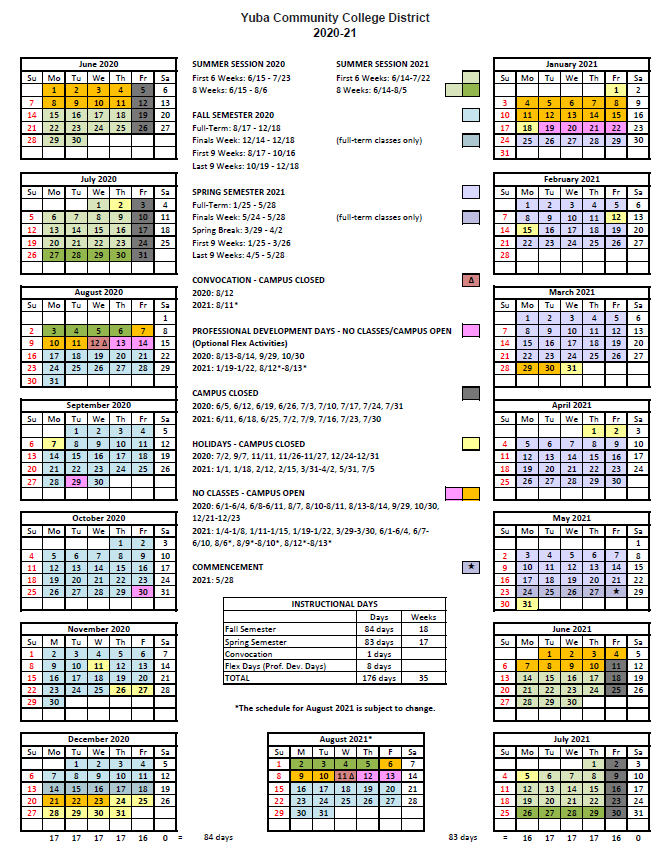 Yuba Community College District
2020-21
June 2020
Su Mo Tu We Th Fr Sa
1 2 3 4 5 6
7 8 9 10 11 12 13
14 15 16 17 18 19 20
21 22 23 24 25 26 27
28 29 30
July 2020
Su Mo Tu We Th Fr Sa
1 2 3 4
5 6 7 8 9 10 11
12 13 14 15 16 17 18
19 20 21 22 23 24 25
26 27 28 29 30 31
August 2020
Su Mo Tu We Th Fr Sa
1
2 3 4 5 6 7 8
9 10 11 12 Δ 13 14 15
16 17 18 19 20 21 22
23 24 25 26 27 28 29
30 31
September 2020
Su Mo Tu We Th Fr Sa
1 2 3 4 5
6 7 8 9 10 11 12
13 14 15 16 17 18 19
20 21 22 23 24 25 26
27 28 29 30
October 2020
Su Mo Tu We Th Fr Sa
1 2 3
4 5 6 7 8 9 10
11 12 13 14 15 16 17
18 19 20 21 22 23 24
25 26 27 28 29 30 31
November 2020
Su M Tu W Th F Sa
1 2 3 4 5 6 7
8 9 10 11 12 13 14
15 16 17 18 19 20 21
22 23 24 25 26 27 28
29 30
December 2020
Su Mo Tu We Th Fr Sa
1 2 3 4 5
6 7 8 9 10 11 12
13 14 15 16 17 18 19
20 21 22 23 24 25 26
27 28 29 30 31
17 17 17 17 16 0 = 84 days
SUMMER SESSION 2020 SUMMER SESSION 2021
First 6 Weeks: 6/15 - 7/23 First 6 Weeks: 6/14-7/22
8 Weeks: 6/15 - 8/6 8 Weeks: 6/14-8/5
FALL SEMESTER 2020
Full-Term: 8/17 - 12/18
Finals Week: 12/14 - 12/18 (full-term classes only)
First 9 Weeks: 8/17 - 10/16
Last 9 Weeks: 10/19 - 12/18
SPRING SEMESTER 2021
Full-Term: 1/25 - 5/28
Finals Week: 5/24 - 5/28 (full-term classes only)
Spring Break: 3/29 - 4/2
First 9 Weeks: 1/25 - 3/26
Last 9 Weeks: 4/5 - 5/28
CONVOCATION - CAMPUS CLOSED Δ
2020: 8/12
2021: 8/11*
PROFESSIONAL DEVELOPMENT DAYS - NO CLASSES/CAMPUS OPEN
(Optional Flex Activities)
2020: 8/13-8/14, 9/29, 10/30
2021: 1/19-1/22, 8/12*-8/13*
CAMPUS CLOSED
2020: 6/5, 6/12, 6/19, 6/26, 7/3, 7/10, 7/17, 7/24, 7/31
2021: 6/11, 6/18, 6/25, 7/2, 7/9, 7/16, 7/23, 7/30
HOLIDAYS - CAMPUS CLOSED
2020: 7/2, 9/7, 11/11, 11/26-11/27, 12/24-12/31
2021: 1/1, 1/18, 2/12, 2/15, 3/31-4/2, 5/31, 7/5
NO CLASSES - CAMPUS OPEN
2020: 6/1-6/4, 6/8-6/11, 8/7, 8/10-8/11, 8/13-8/14, 9/29, 10/30,
12/21-12/23
2021: 1/4-1/8, 1/11-1/15, 1/19-1/22, 3/29-3/30, 6/1-6/4, 6/7-
6/10, 8/6*, 8/9*-8/10*, 8/12*-8/13*
COMMENCEMENT ★
2021: 5/28
INSTRUCTIONAL DAYS
Days Weeks
Fall Semester 84 days 18
Spring Semester 83 days 17
Convocation 1 days
Flex Days (Prof. Dev. Days) 8 days
TOTAL 176 days 35
*The schedule for August 2021 is subject to change.
August 2021*
Su M Tu W Th F Sa
1 2 3 4 5 6 7
8 9 10 11 Δ 12 13 14
15 16 17 18 19 20 21
22 23 24 25 26 27 28
29 30 31
January 2021
Su Mo Tu We Th Fr Sa
1 2
3 4 5 6 7 8 9
10 11 12 13 14 15 16
17 18 19 20 21 22 23
24 25 26 27 28 29 30
31
February 2021
Su Mo Tu We Th Fr Sa
1 2 3 4 5 6
7 8 9 10 11 12 13
14 15 16 17 18 19 20
21 22 23 24 25 26 27
28
March 2021
Su Mo Tu We Th Fr Sa
1 2 3 4 5 6
7 8 9 10 11 12 13
14 15 16 17 18 19 20
21 22 23 24 25 26 27
28 29 30 31
April 2021
Su Mo Tu We Th Fr Sa
1 2 3
4 5 6 7 8 9 10
11 12 13 14 15 16 17
18 19 20 21 22 23 24
25 26 27 28 29 30
May 2021
Su Mo Tu We Th Fr Sa
1
2 3 4 5 6 7 8
9 10 11 12 13 14 15
16 17 18 19 20 21 22
23 24 25 26 27 ★ 29
30 31
June 2021
Su Mo Tu We Th Fr Sa
1 2 3 4 5
6 7 8 9 10 11 12
13 14 15 16 17 18 19
20 21 22 23 24 25 26
27 28 29 30
July 2021
Su Mo Tu We Th Fr Sa
1 2 3
4 5 6 7 8 9 10
11 12 13 14 15 16 17
18 19 20 21 22 23 24
25 26 27 28 29 30 31
83 days = 16 17 17 17 16 0